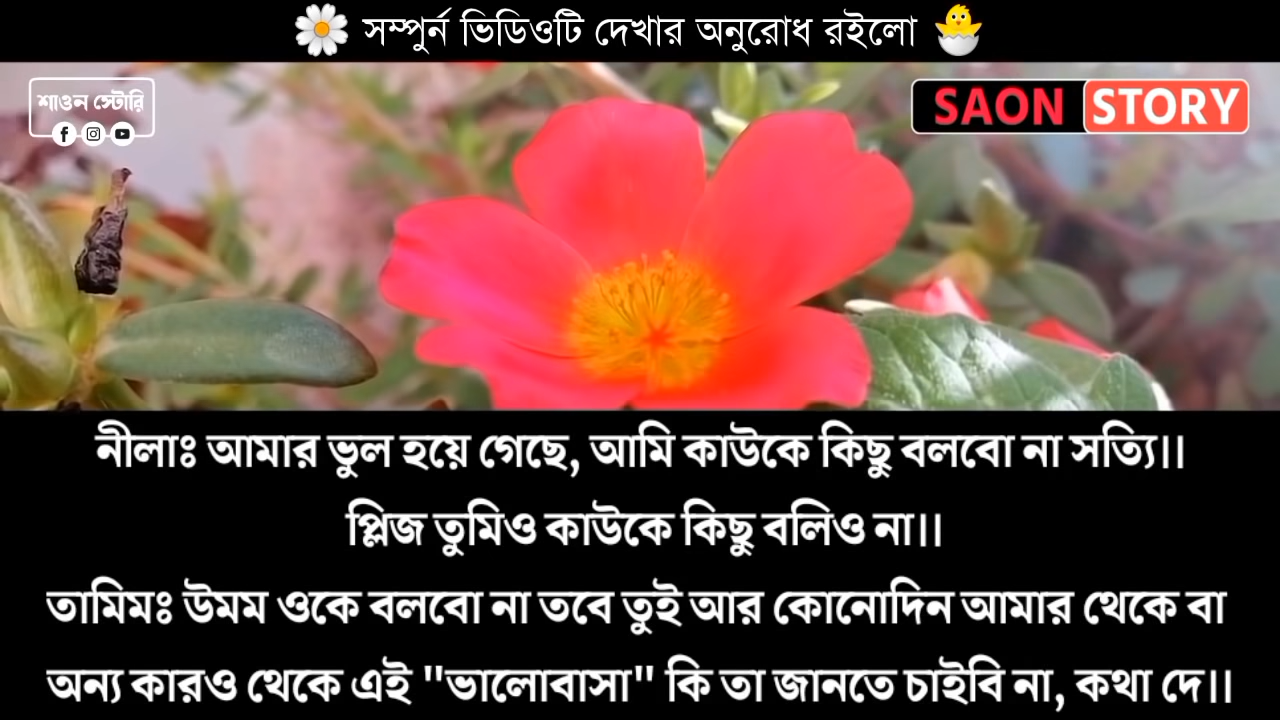 🌼 সম্পুর্ন ভিডিওটি দেখার অনুরোধ রইলো 🐣
শাওন স্টোরি
SAON STORY
নীলাঃ আমার ভুল হয়ে গেছে, আমি কাউকে কিছু বলবো না সত্যি।।
প্লিজ তুমিও কাউকে কিছু বলিও না।।
তামিমঃ উমম ওকে বলবো না তবে তুই আর কোনোদিন আমার থেকে বা
অন্য কারও থেকে এই "ভালোবাসা" কি তা জানতে চাইবি না, কথা দে।।